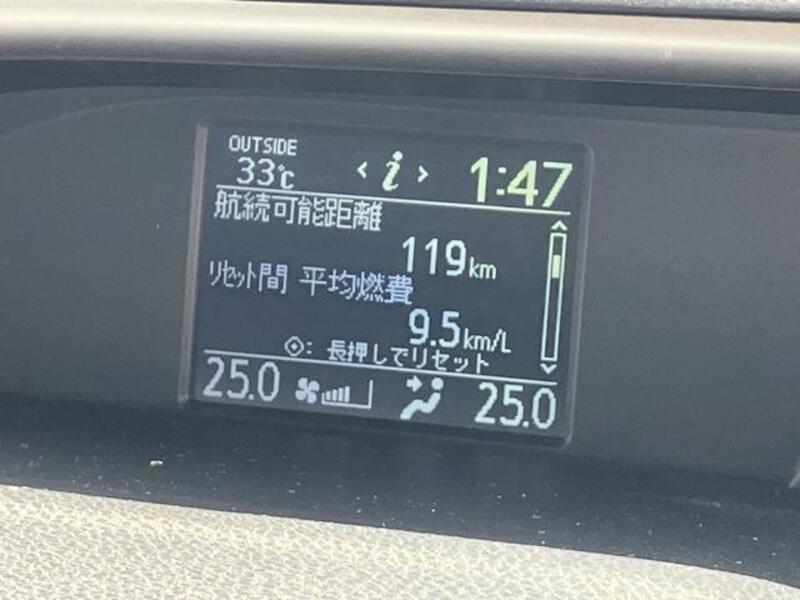 OUTSIDE
33℃ < i > 1:47
航続可能距離
119km
リセット間 平均燃費
9.5km/L
: 長押しでリセット
25.0 25.0